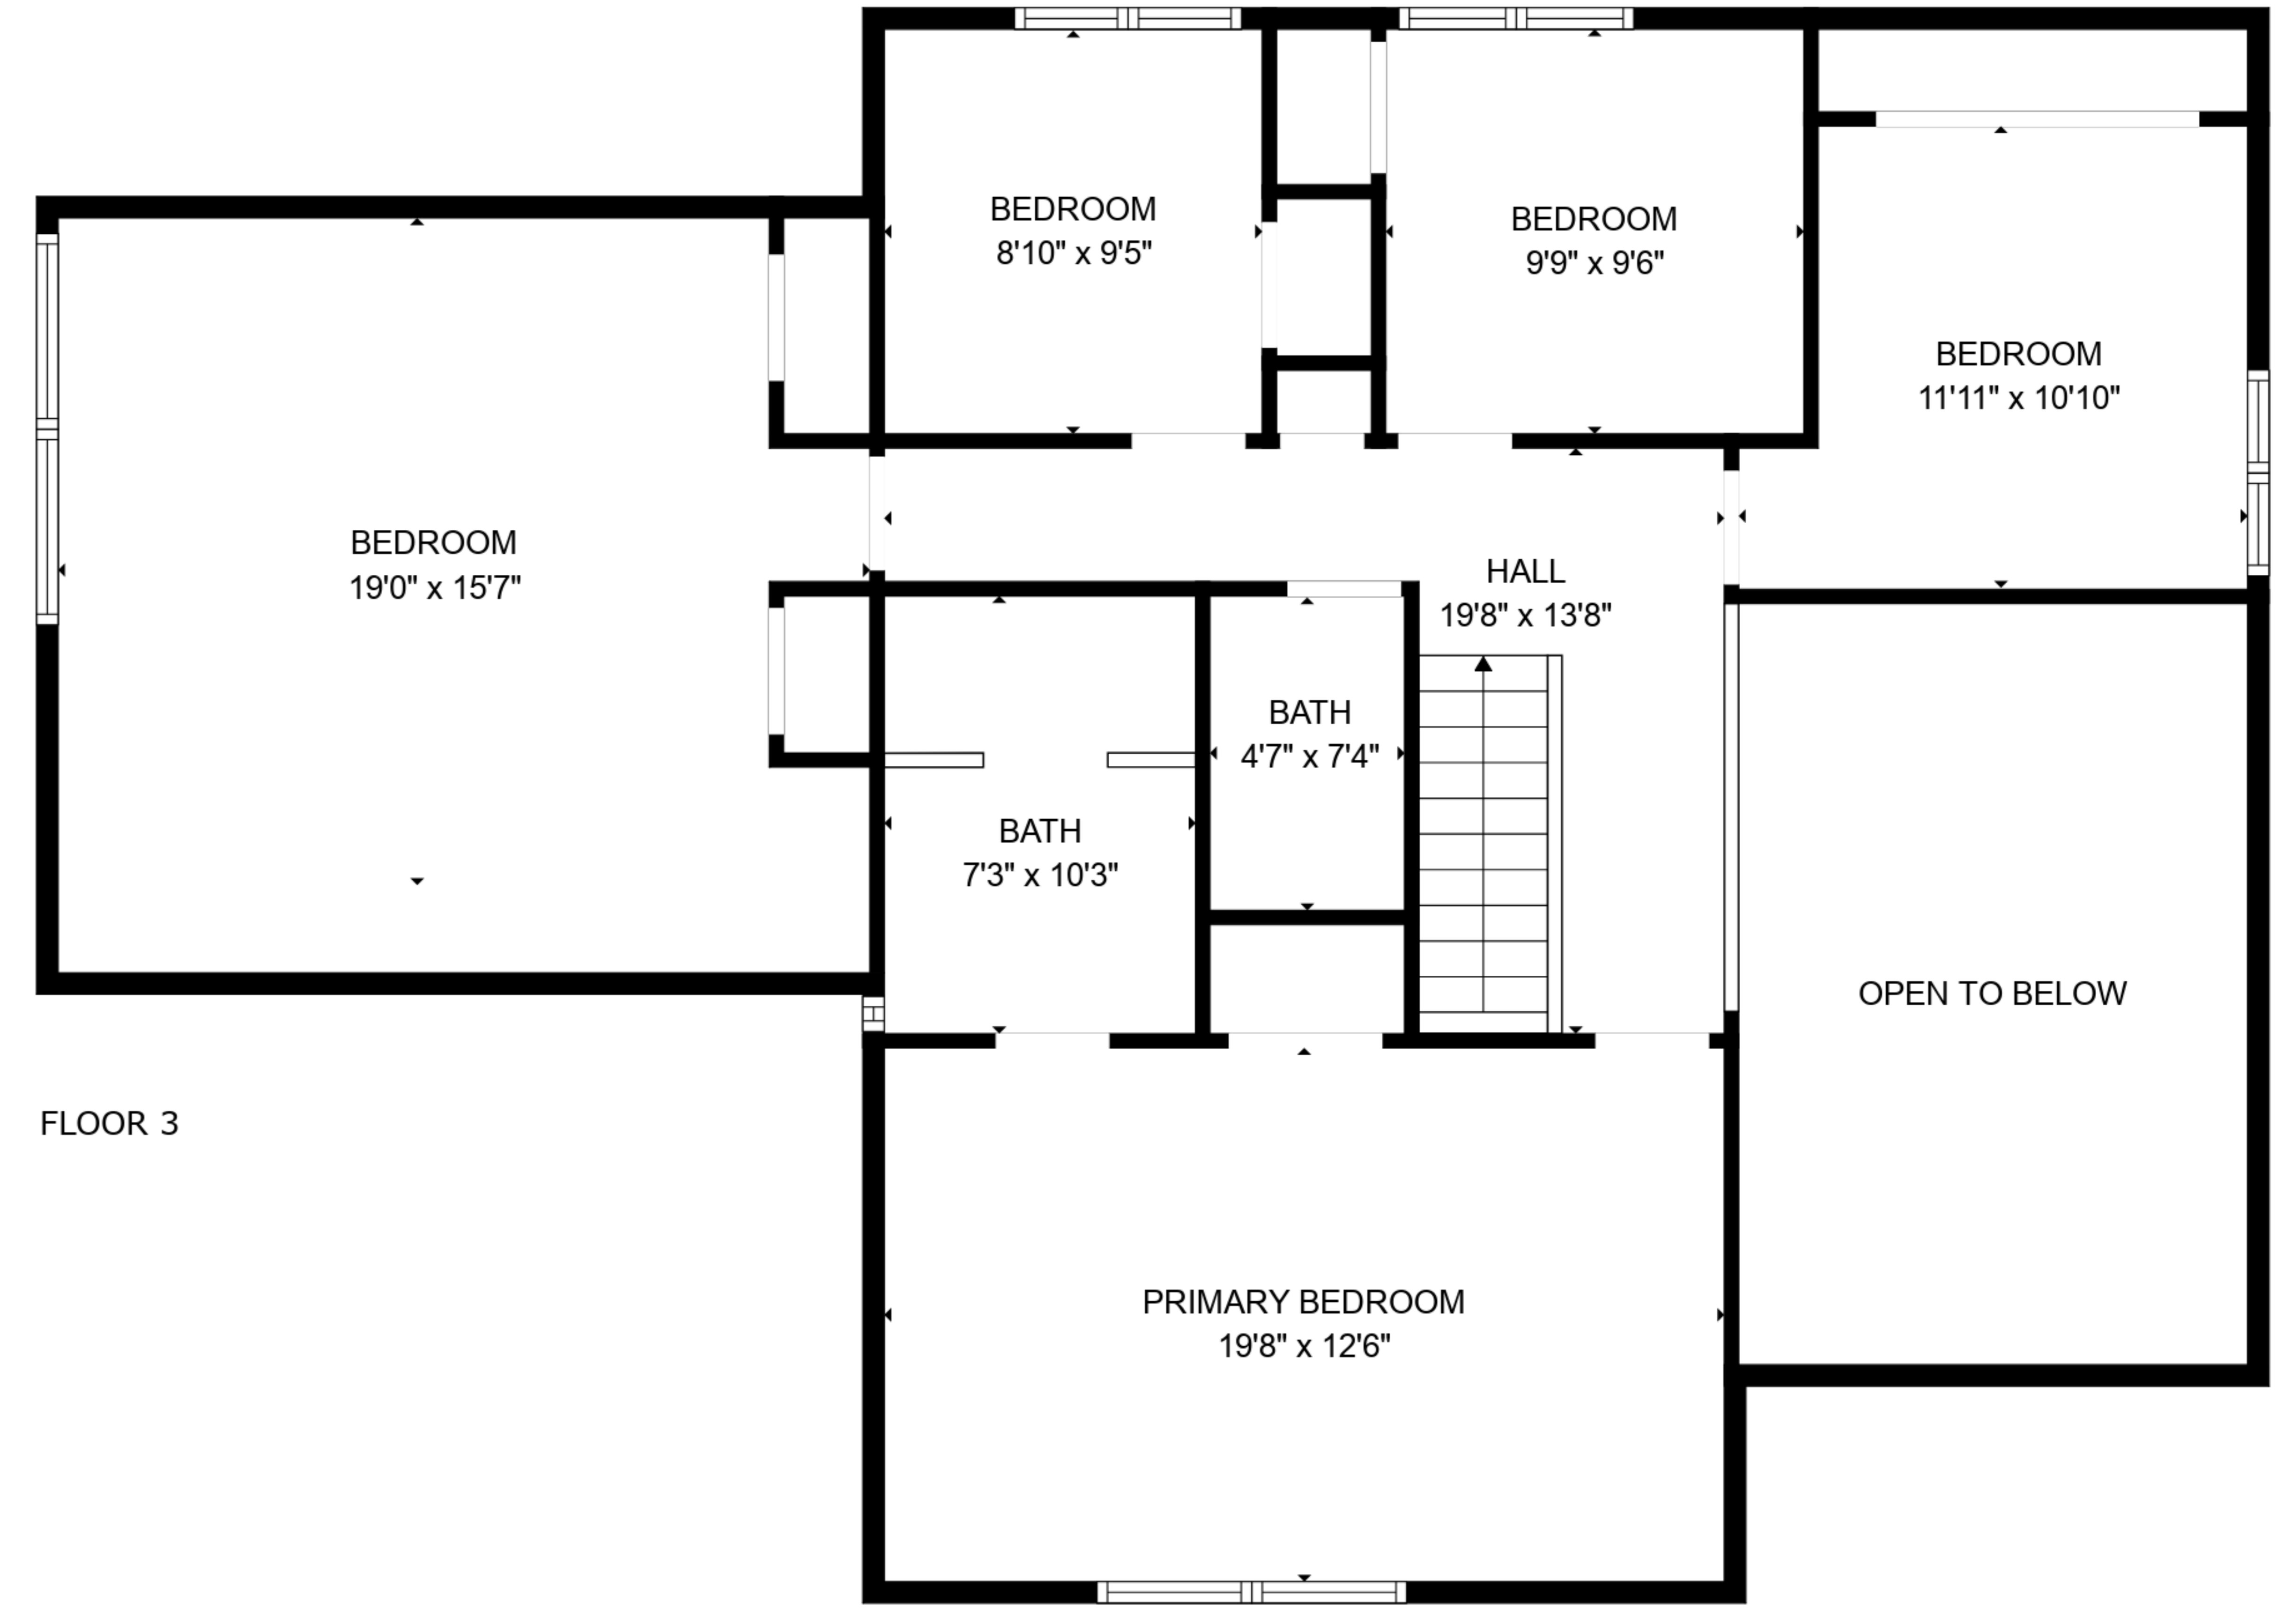 BEDROOM
8'10" x 9'5"
BEDROOM
9'9" x 9'6"
BEDROOM
11'11" x 10'10"
BEDROOM
19'0" x 15'7"
HALL
19'8" x 13'8"
BATH
4'7" x 7'4"
BATH
7'3" x 10'3"
OPEN TO BELOW
FLOOR 3
PRIMARY BEDROOM
19'8" x 12'6"